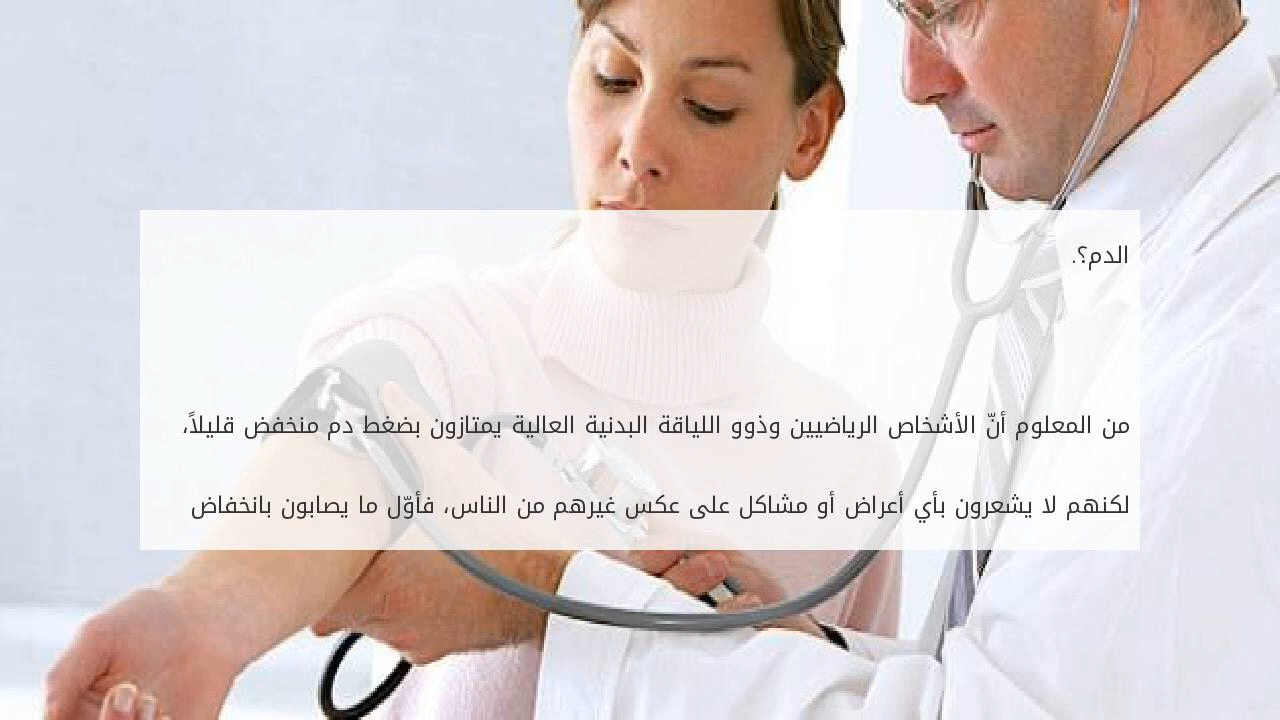 الدم؟.
من المعلوم أنّ الأشخاص الرياضيين وذوو اللياقة البدنية العالية يمتازون بضغط دم منخفض قليلاً،
لكنهم لا يشعرون بأي أعراض أو مشاكل على عكس غيرهم من الناس، فأوّل ما يصابون بانخفاض